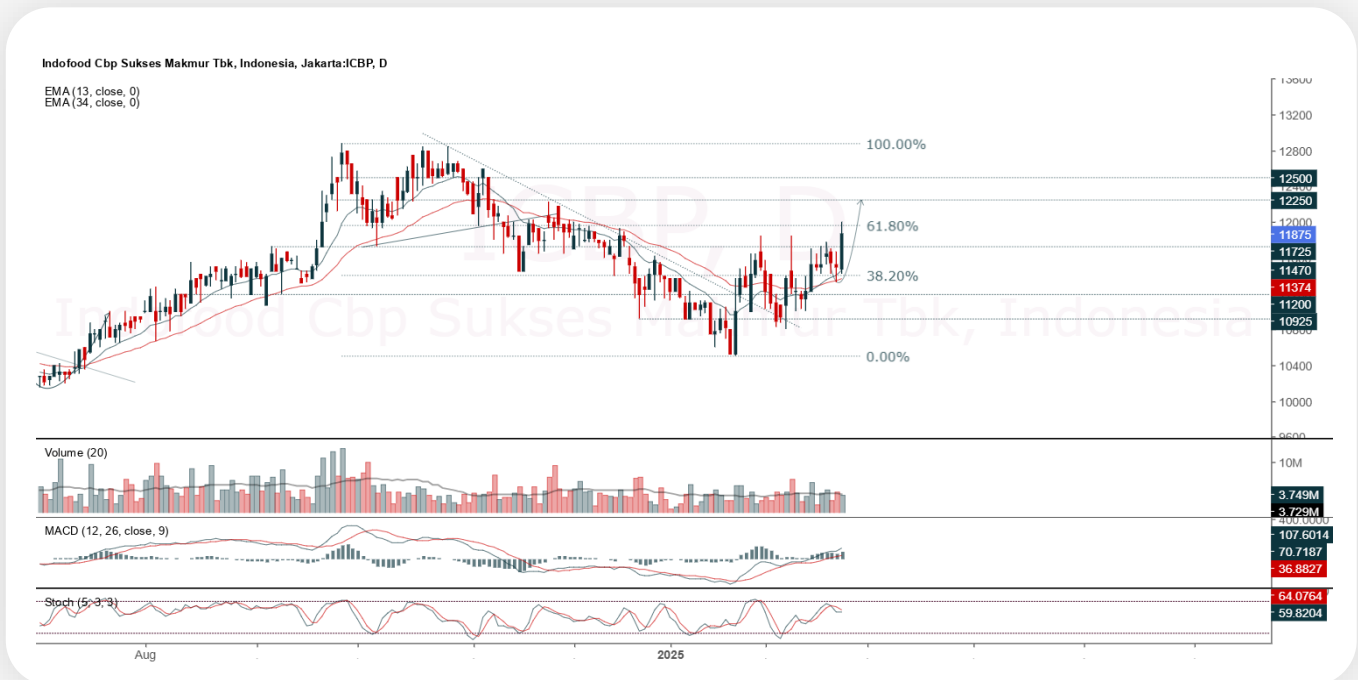 Indofood Cbp Sukses Makmur Tbk, Indonesia, Jakarta:ICBP, D
EMA (13, close, 0)
EMA (34, close, 0)
ICBP, D
Indofood Cbp Sukses Makmur Tbk, Indonesia
100.00%
61.80%
38.20%
0.00%
13600
13200
12800
12500
12400
12250
12000
11875
11725
11470
11374
11200
10925
10800
10400
10000
9600
Volume (20)
10M
3.749M
3.729M
MACD (12, 26, close, 9)
400.0000
107.6014
70.7187
36.8827
Stoch (5, 3, 3)
64.0764
59.8204
Aug
2025